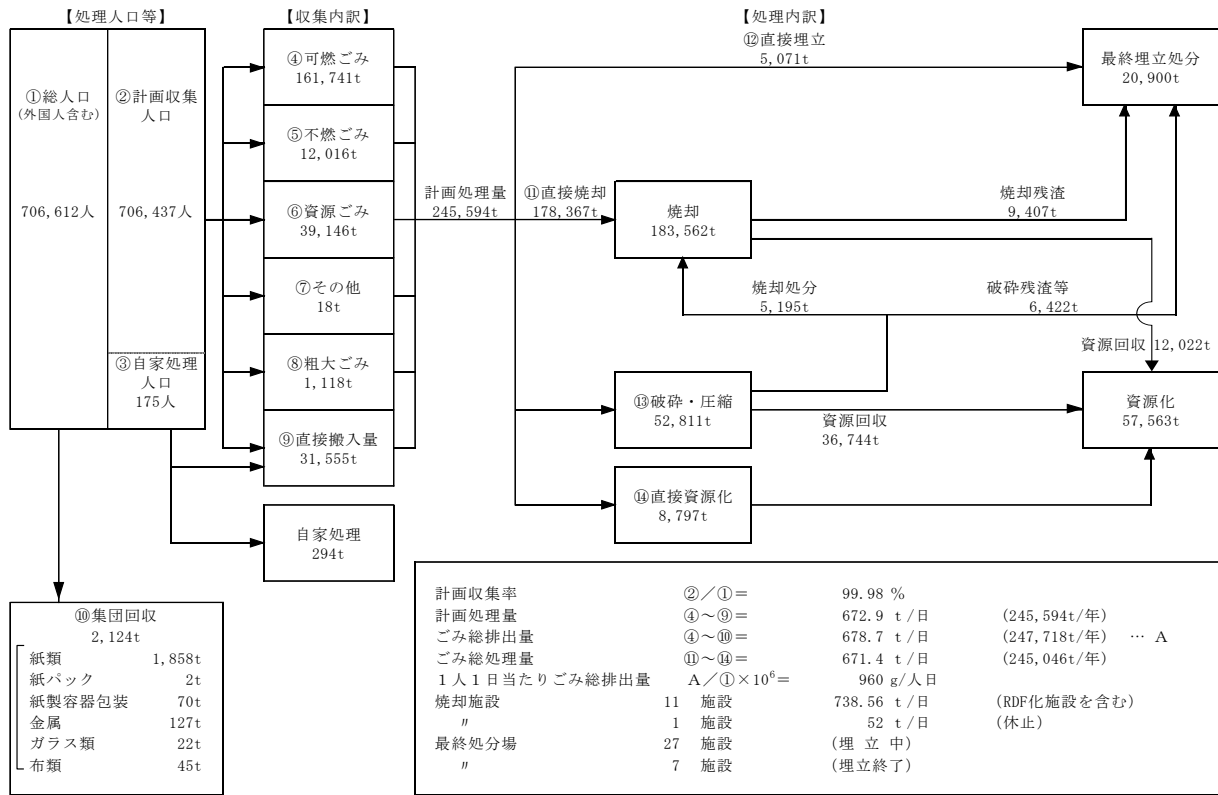 【処理人口等】
①総人口
(外国人含む)
706,612人
②計画収集
人口
706,437人
③自家処理
人口
175人
【収集内訳】
④可燃ごみ
161,741t
⑤不燃ごみ
12,016t
⑥資源ごみ
39,146t
⑦その他
18t
⑧粗大ごみ
1,118t
⑨直接搬入量
31,555t
自家処理
294t
計画処理量
245,594t
【処理内訳】
⑫直接埋立
5,071t
最終埋立処分
20,900t
⑪直接焼却
178,367t
焼却
183,562t
焼却残渣
9,407t
焼却処分
5,195t
破砕残渣等
6,422t
資源回収 12,022t
⑬破砕・圧縮
52,811t
資源回収
36,744t
資源化
57,563t
⑭直接資源化
8,797t
⑩集団回収
2,124t
紙類 1,858t
紙パック 2t
紙製容器包装 70t
金属 127t
ガラス類 22t
布類 45t
計画収集率 ②／①＝ 99.98 %
計画処理量 ④～⑨＝ 672.9 t/日 (245,594t/年)
ごみ総排出量 ④～⑩＝ 678.7 t/日 (247,718t/年) … A
ごみ総処理量 ⑪～⑭＝ 671.4 t/日 (245,046t/年)
１人１日当たりごみ総排出量 A／①×10⁶＝ 960 g/人日
焼却施設 11 施設 738.56 t/日 (RDF化施設を含む)
〃 1 施設 52 t/日 (休止)
最終処分場 27 施設 (埋 立 中)
〃 7 施設 (埋立終了)